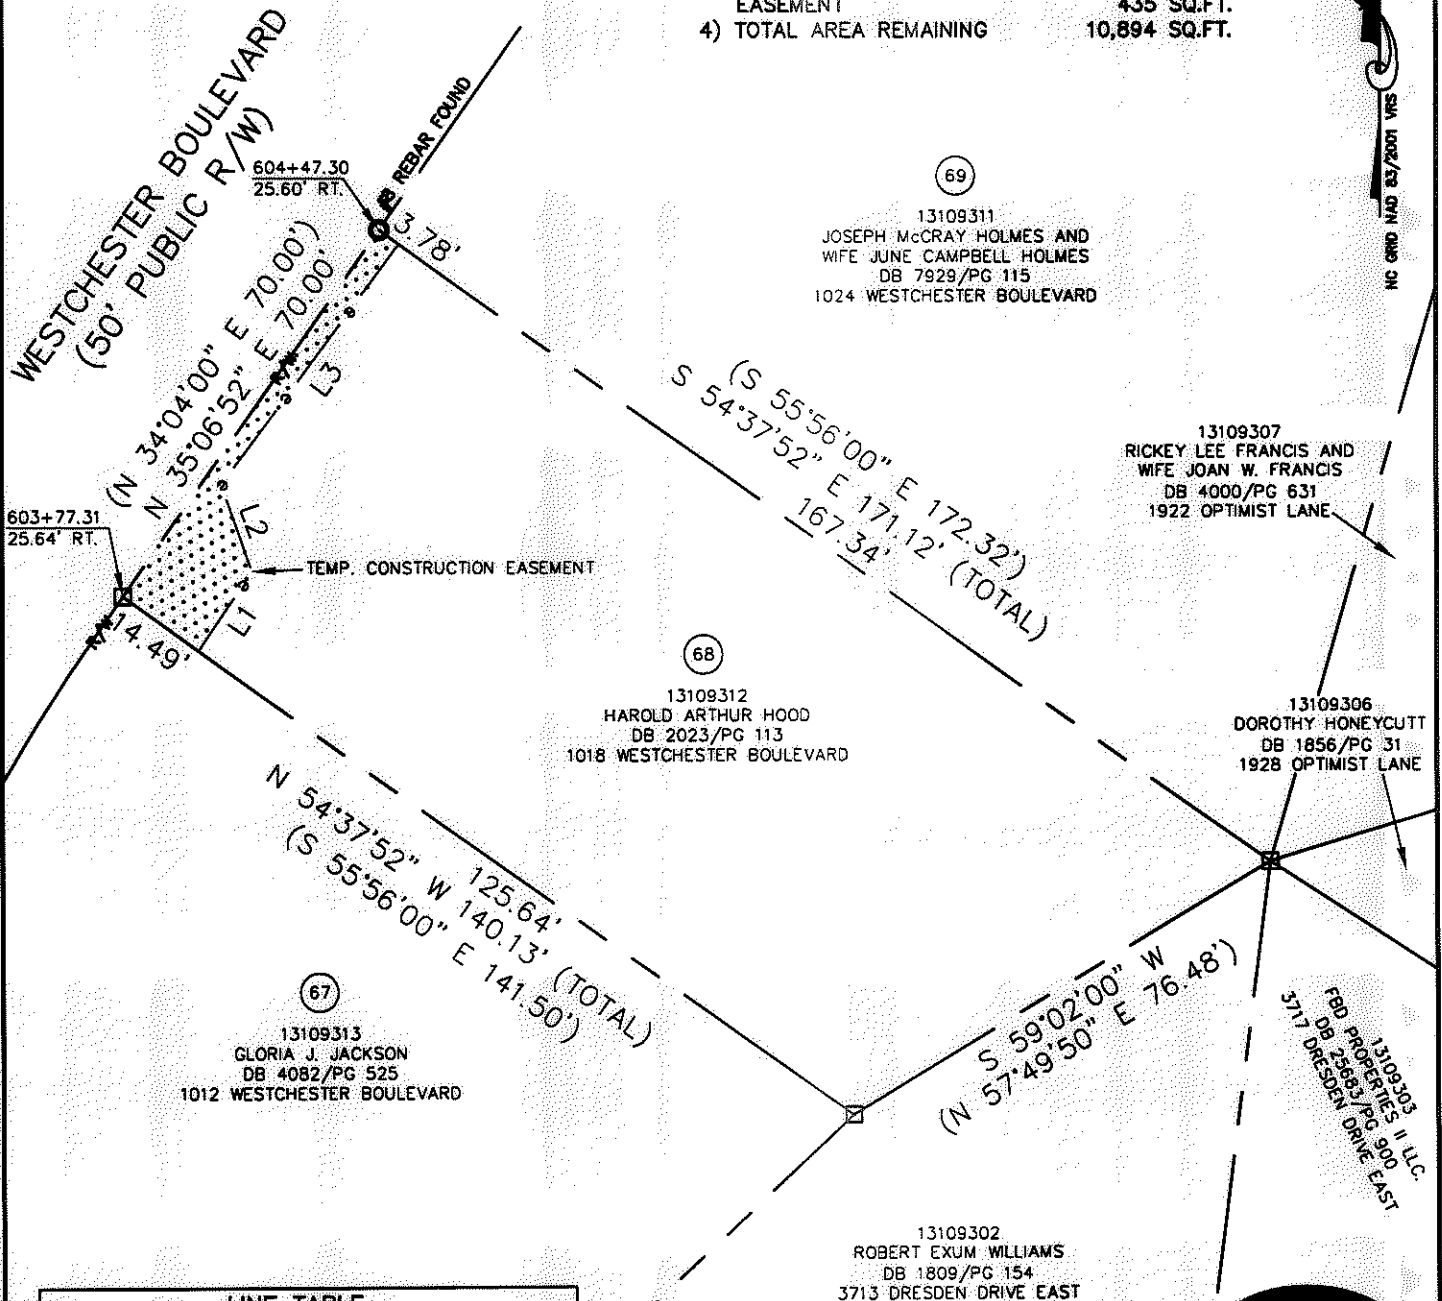 EASEMENT 435 SQ.FT.
4) TOTAL AREA REMAINING 10,894 SQ.FT.
NC GRID NAD 83/2001 VRS
WESTCHESTER BOULEVARD
(50' PUBLIC R/W)
REBAR FOUND
604+47.30
25.60' RT.
3.78'
69
13109311
JOSEPH McCRAY HOLMES AND
WIFE JUNE CAMPBELL HOLMES
DB 7929/PG 115
1024 WESTCHESTER BOULEVARD
(N 34°04'00" E 70.00')
N 35°06'52" E 70.00'
R/W
L3
(S 55°56'00" E 172.32')
S 54°37'52" E 171.12' (TOTAL)
167.34'
13109307
RICKEY LEE FRANCIS AND
WIFE JOAN W. FRANCIS
DB 4000/PG 631
1922 OPTIMIST LANE
603+77.31
25.64' RT.
L2
TEMP. CONSTRUCTION EASEMENT
L1
R/W
14.49'
68
13109312
HAROLD ARTHUR HOOD
DB 2023/PG 113
1018 WESTCHESTER BOULEVARD
13109306
DOROTHY HONEYCUTT
DB 1856/PG 31
1928 OPTIMIST LANE
125.64'
N 54°37'52" W 140.13' (TOTAL)
(S 55°56'00" E 141.50')
S 59°02'00" W
(N 57°49'50" E 76.48')
67
13109313
GLORIA J. JACKSON
DB 4082/PG 525
1012 WESTCHESTER BOULEVARD
13109303
FBD PROPERTIES II LLC.
DB 25683/PG 900
3717 DRESDEN DRIVE EAST
13109302
ROBERT EXUM WILLIAMS
DB 1809/PG 154
3713 DRESDEN DRIVE EAST
LINE TABLE